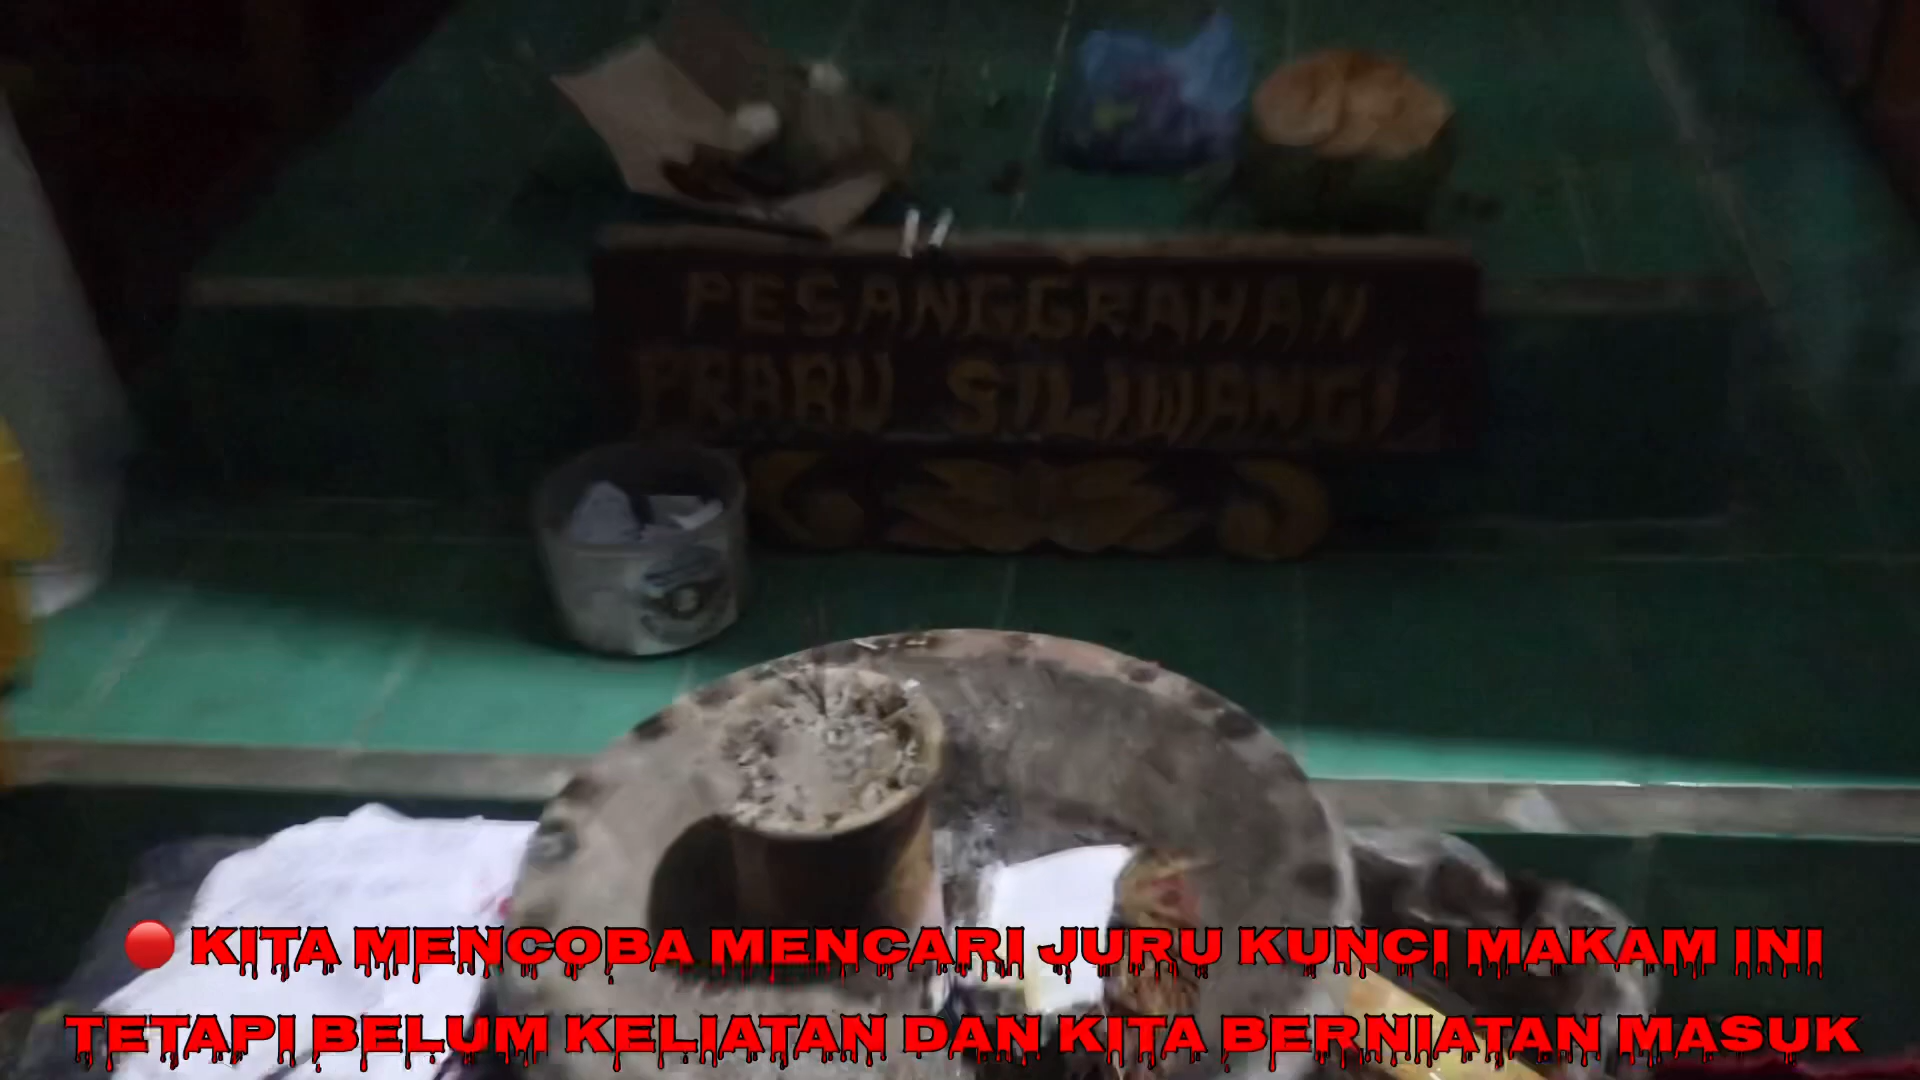 PESANGGRAHAN
PRABU SILIWANGI
🔴 KITA MENCOBA MENCARI JURU KUNCI MAKAM INI
TETAPI BELUM KELIATAN DAN KITA BERNIATAN MASUK